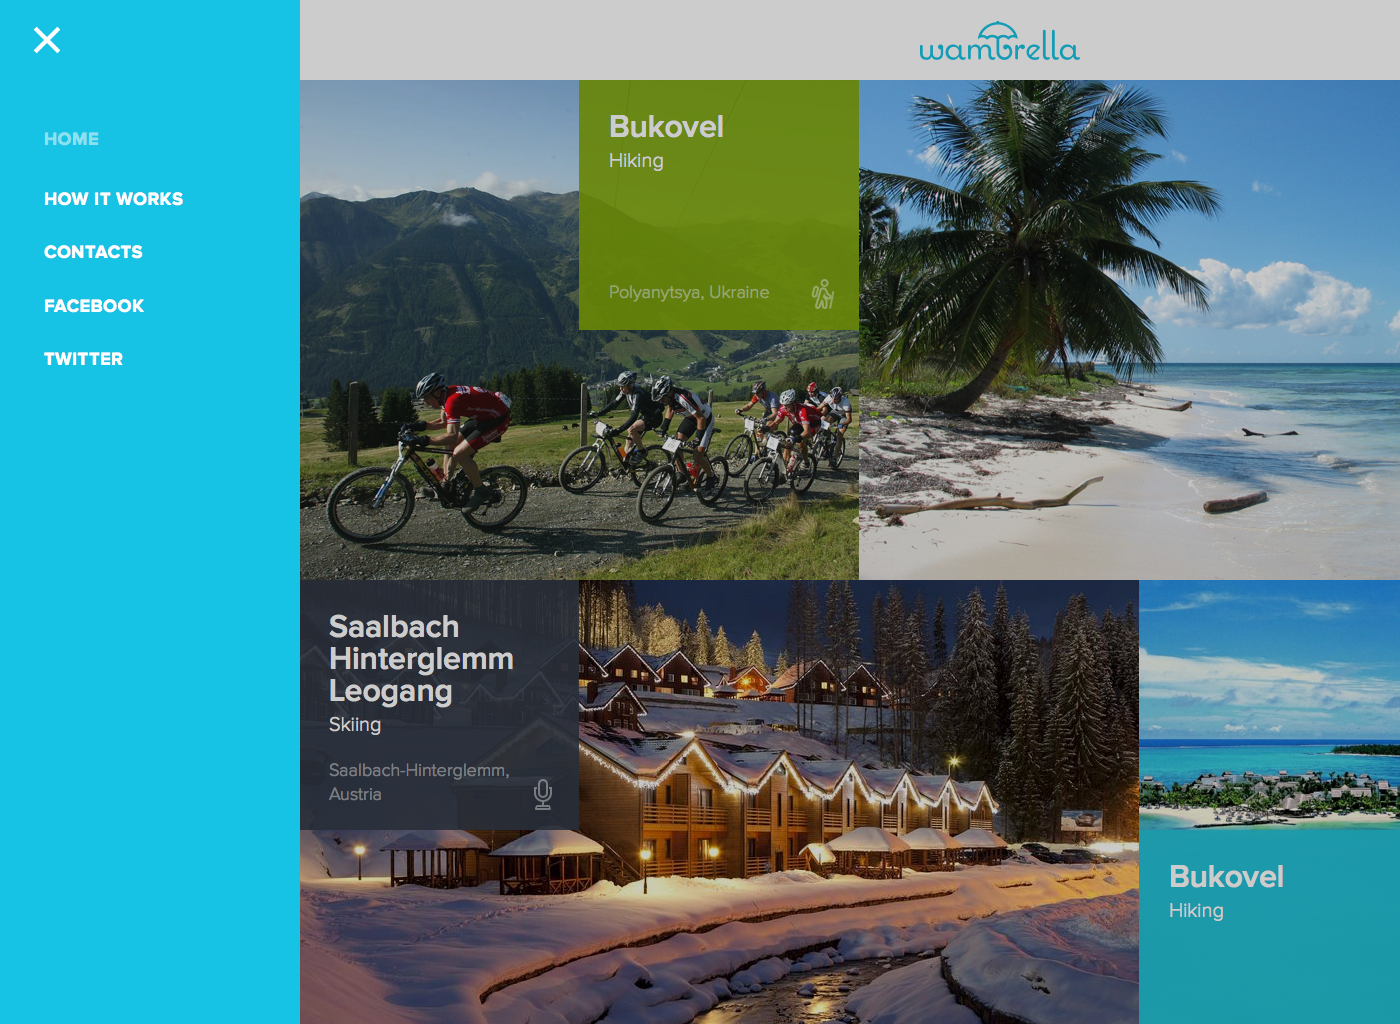 wambrella
HOME
HOW IT WORKS
CONTACTS
FACEBOOK
TWITTER
Bukovel
Hiking
Polyanytsya, Ukraine
Saalbach
Hinterglemm
Leogang
Skiing
Saalbach-Hinterglemm,
Austria
Bukovel
Hiking